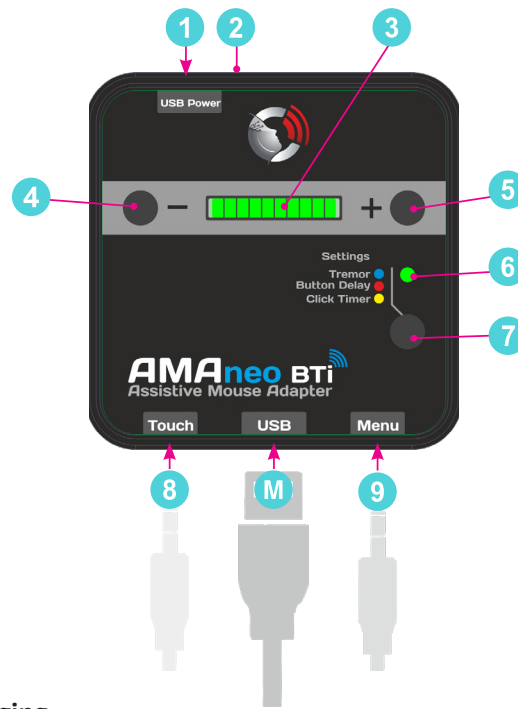 1 2 3
USB Power
4 − + 5
Settings
Tremor
Button Delay
Click Timer
6
7
AMAneo BTi
Assistive Mouse Adapter
Touch USB Menu
8 M 9